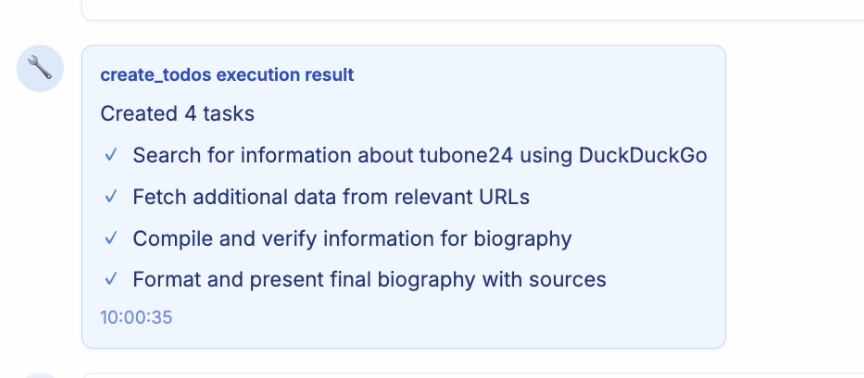 create_todos execution result
Created 4 tasks
✓ Search for information about tubone24 using DuckDuckGo
✓ Fetch additional data from relevant URLs
✓ Compile and verify information for biography
✓ Format and present final biography with sources
10:00:35